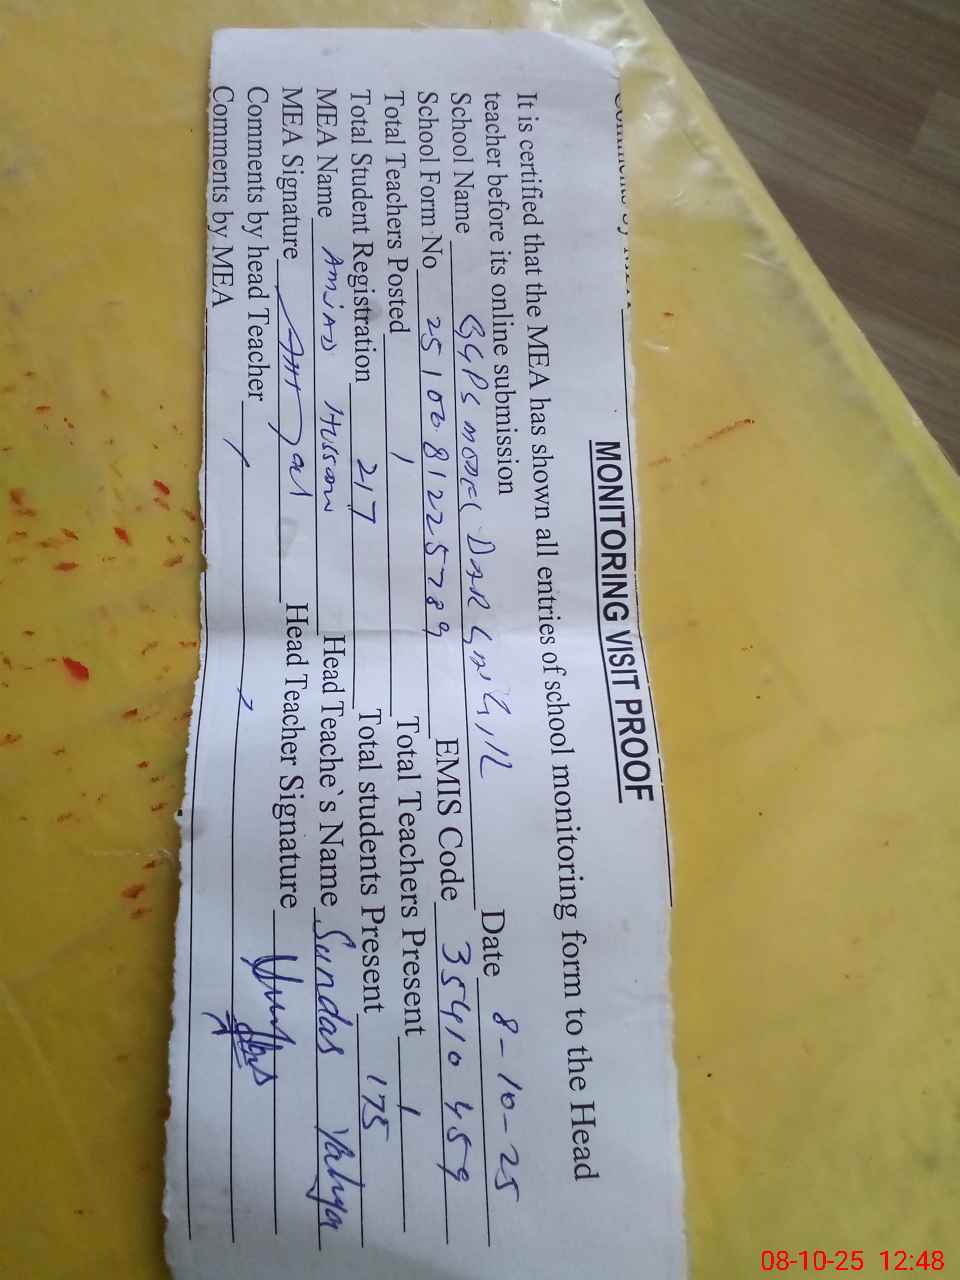 MONITORING VISIT PROOF
It is certified that the MEA has shown all entries of school monitoring form to the Head
teacher before its online submission
School Name GGPS MODEL DAR Date 8-10-25
School Form No 2510081225789 EMIS Code 35410459
Total Teachers Posted 1 Total Teachers Present 1
Total Student Registration 217 Total students Present 175
MEA Name Amjad Hussain Head Teache`s Name Sundas Yahya
MEA Signature Head Teacher Signature
Comments by head Teacher
Comments by MEA
08-10-25 12:48